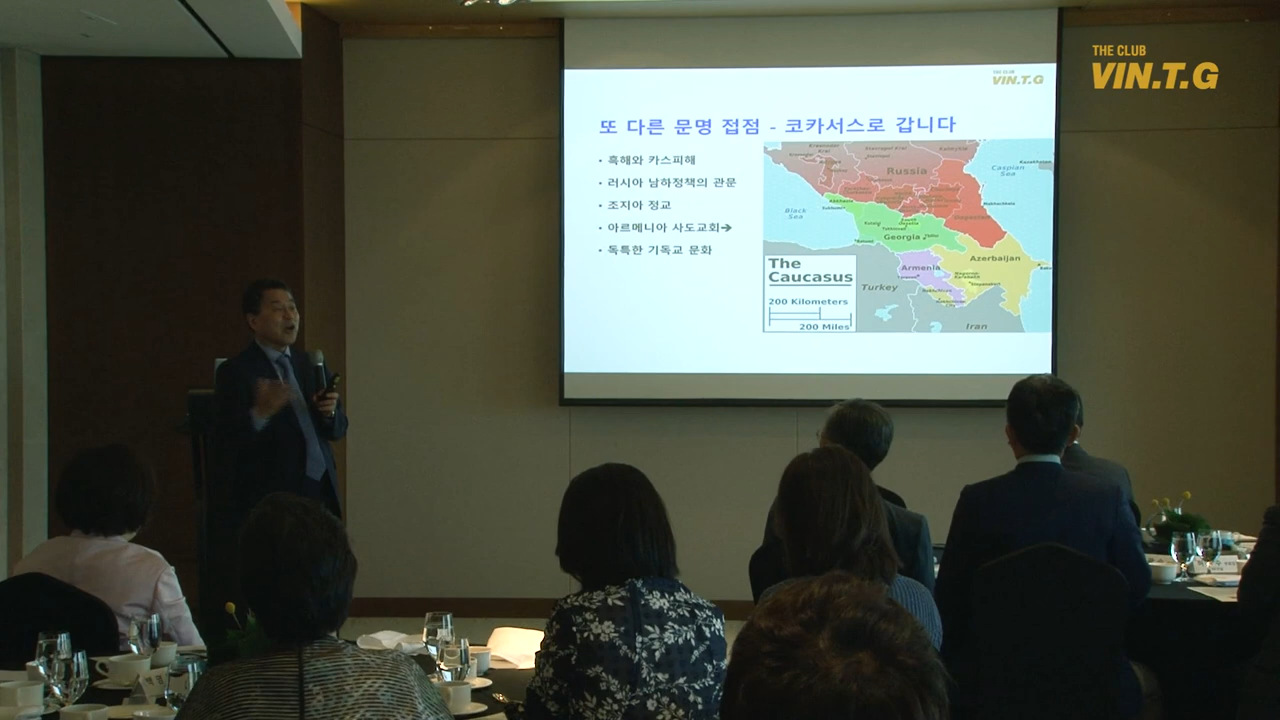 THE CLUB
VIN.T.G
THE CLUB
VIN.T.G
또 다른 문명 접점 - 코카서스로 갑니다
• 흑해와 카스피해
• 러시아 남하정책의 관문
• 조지아 정교
• 아르메니아 사도교회➔
• 독특한 기독교 문화
Russia
Caspian
Sea
Black
Sea
Georgia
Azerbaijan
Armenia
Turkey
Iran
The
Caucasus
200 Kilometers
200 Miles